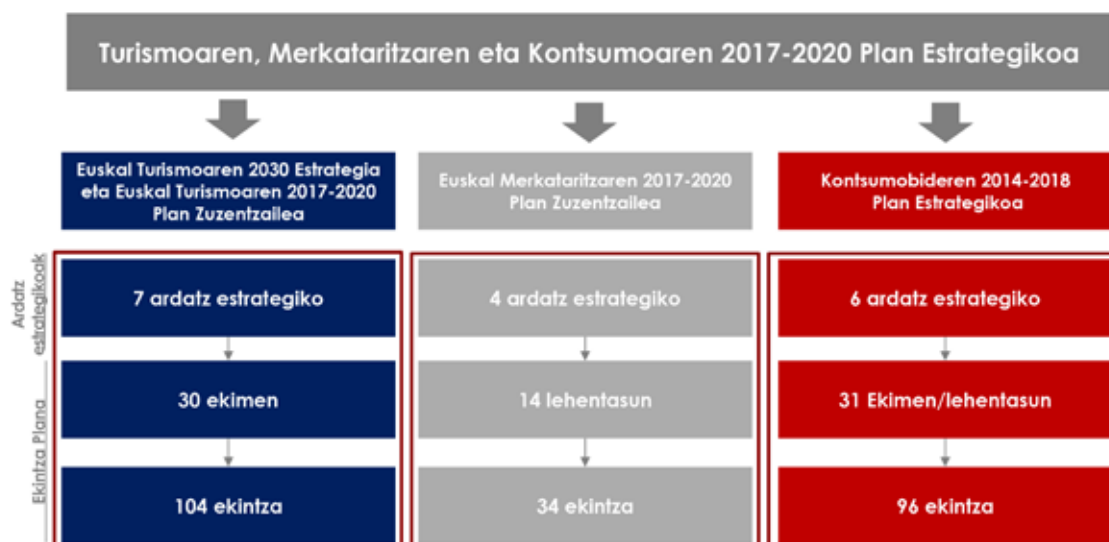 Turismoaren, Merkataritzaren eta Kontsumoaren 2017-2020 Plan Estrategikoa
Euskal Turismoaren 2030 Estrategia
eta Euskal Turismoaren 2017-2020
Plan Zuzentzailea
Euskal Merkataritzaren 2017-2020
Plan Zuzentzailea
Kontsumobideren 2014-2018
Plan Estrategikoa
Ardatz
estrategikoak
7 ardatz estrategiko
4 ardatz estrategiko
6 ardatz estrategiko
Ekintza Plana
30 ekimen
14 lehentasun
31 Ekimen/lehentasun
104 ekintza
34 ekintza
96 ekintza